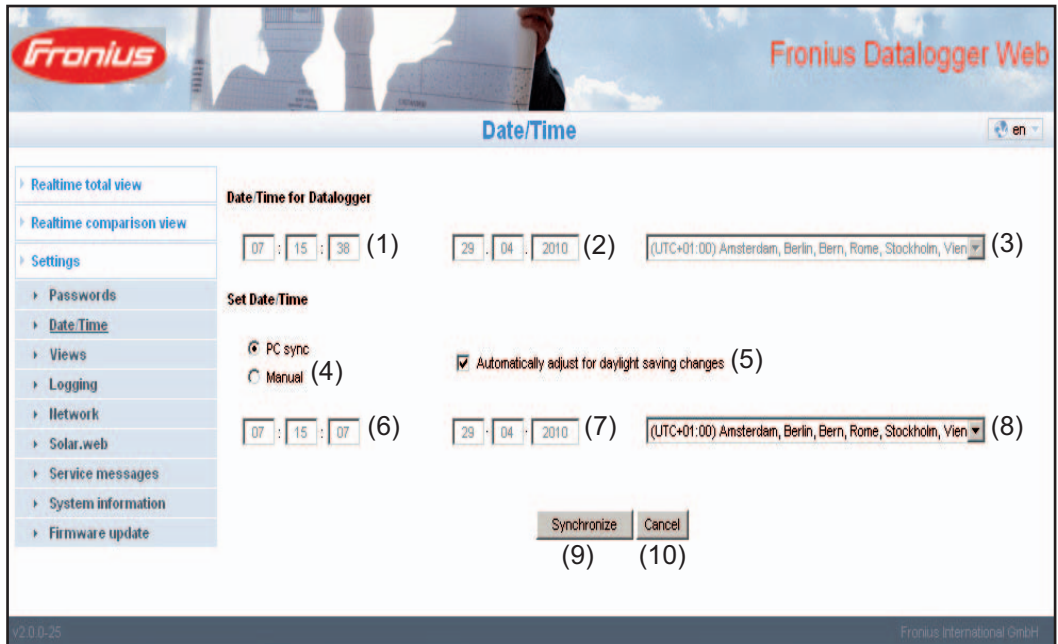 Fronius
Fronius Datalogger Web
Date/Time
en
Realtime total view
Realtime comparison view
Settings
Passwords
Date/Time
Views
Logging
Network
Solar.web
Service messages
System information
Firmware update
Date/Time for Datalogger
07 : 15 : 38 (1) 29 . 04 . 2010 (2) (UTC+01:00) Amsterdam, Berlin, Bern, Rome, Stockholm, Vien (3)
Set Date/Time
PC sync
Manual (4)
Automatically adjust for daylight saving changes (5)
07 : 15 : 07 (6) 29 . 04 . 2010 (7) (UTC+01:00) Amsterdam, Berlin, Bern, Rome, Stockholm, Vien (8)
Synchronize Cancel
(9) (10)
v2.0.0-25
Fronius International GmbH